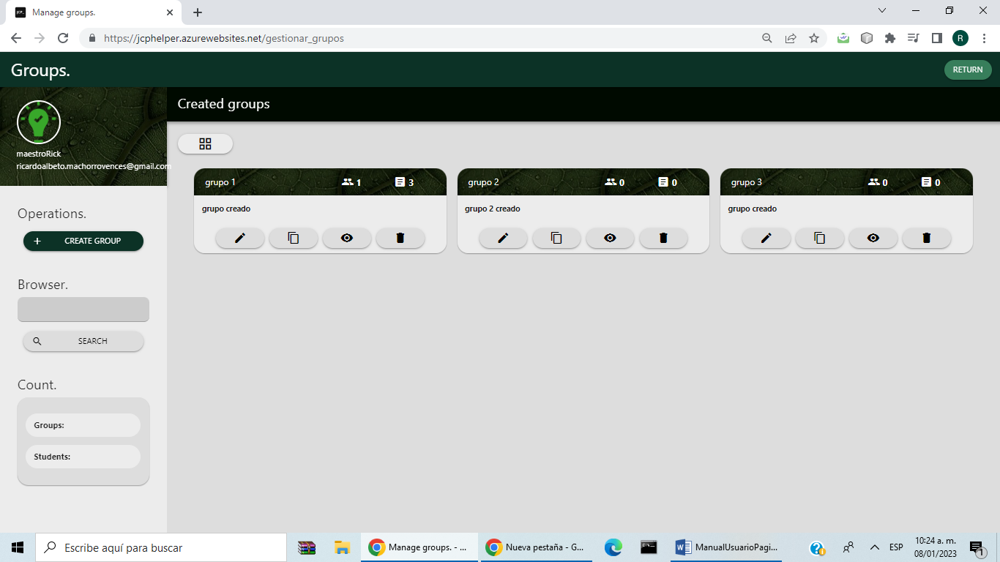 Manage groups.
https://jcphelper.azurewebsites.net/gestionar_grupos
R
Groups.
RETURN
maestroRick
ricardoalbeto.machorrovences@gmail.com
Operations.
CREATE GROUP
Browser.
SEARCH
Count.
Groups:
Students:
Created groups
grupo 1 1 3
grupo creado
grupo 2 0 0
grupo 2 creado
grupo 3 0 0
grupo creado
Escribe aquí para buscar
Manage groups. - ...
Nueva pestaña - G...
ManualUsuarioPagi...
ESP
10:24 a. m.
08/01/2023
1